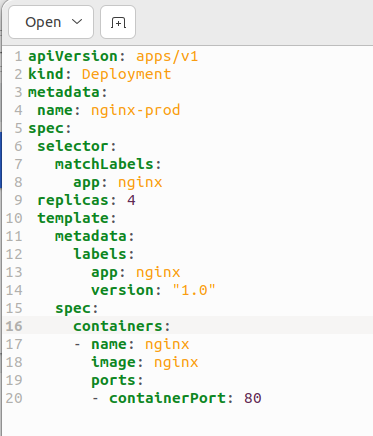 Open
1 apiVersion: apps/v1
2 kind: Deployment
3 metadata:
4  name: nginx-prod
5 spec:
6  selector:
7    matchLabels:
8      app: nginx
9  replicas: 4
10  template:
11    metadata:
12      labels:
13        app: nginx
14        version: "1.0"
15    spec:
16      containers:
17      - name: nginx
18        image: nginx
19        ports:
20        - containerPort: 80